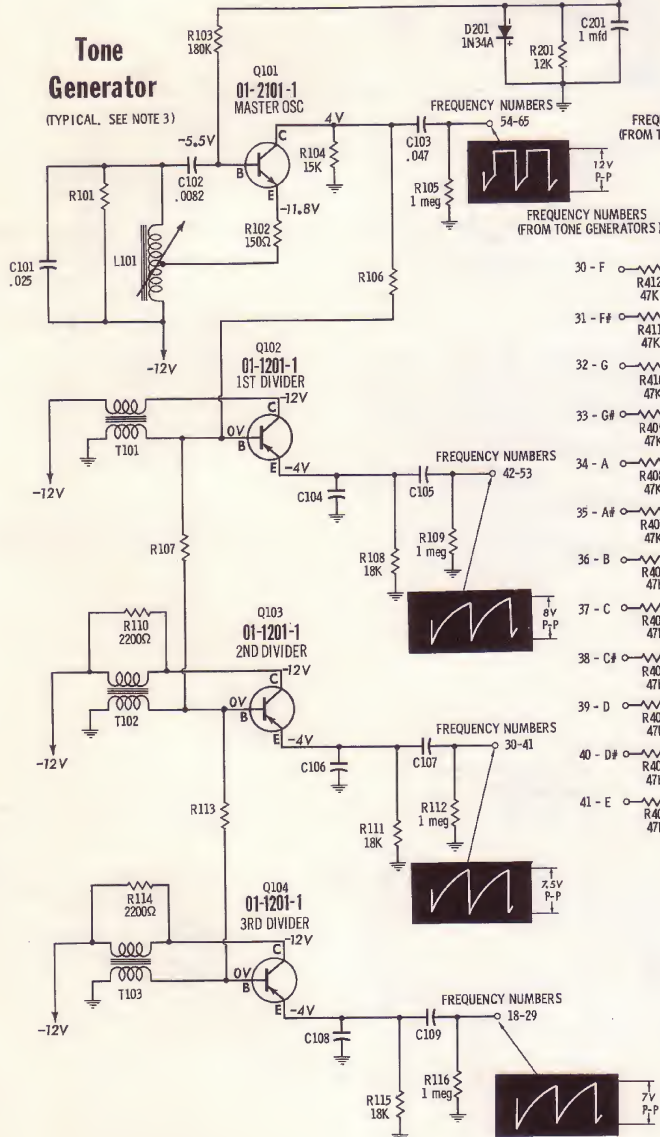 Tone
Generator
(TYPICAL. SEE NOTE 3)
R103
180K
D201
1N34A
R201
12K
C201
1 mfd
Q101
01-2101-1
MASTER OSC
-5.5V
C102
.0082
B
C
E
4V
-11.8V
R104
15K
C103
.047
R105
1 meg
FREQUENCY NUMBERS
54-65
12V
P-P
R101
L101
C101
.025
R102
150Ω
R106
-12V
FREQUENCY NUMBERS
(FROM TONE GENERATORS)
30 - F
R412
47K
31 - F#
R411
47K
32 - G
R410
47K
33 - G#
34 - A
35 - A#
36 - B
37 - C
38 - C#
39 - D
40 - D#
41 - E
Q102
01-1201-1
1ST DIVIDER
-12V
C
0V
B
E
-4V
T101
-12V
C104
C105
R108
18K
R109
1 meg
FREQUENCY NUMBERS
42-53
8V
P-P
R107
R110
2200Ω
Q103
01-1201-1
2ND DIVIDER
-12V
C
0V
B
E
-4V
T102
-12V
C106
C107
R111
18K
R112
1 meg
FREQUENCY NUMBERS
30-41
7.5V
P-P
R113
R114
2200Ω
Q104
01-1201-1
3RD DIVIDER
-12V
C
0V
B
E
-4V
T103
-12V
C108
C109
R115
18K
R116
1 meg
FREQUENCY NUMBERS
18-29
7V
P-P